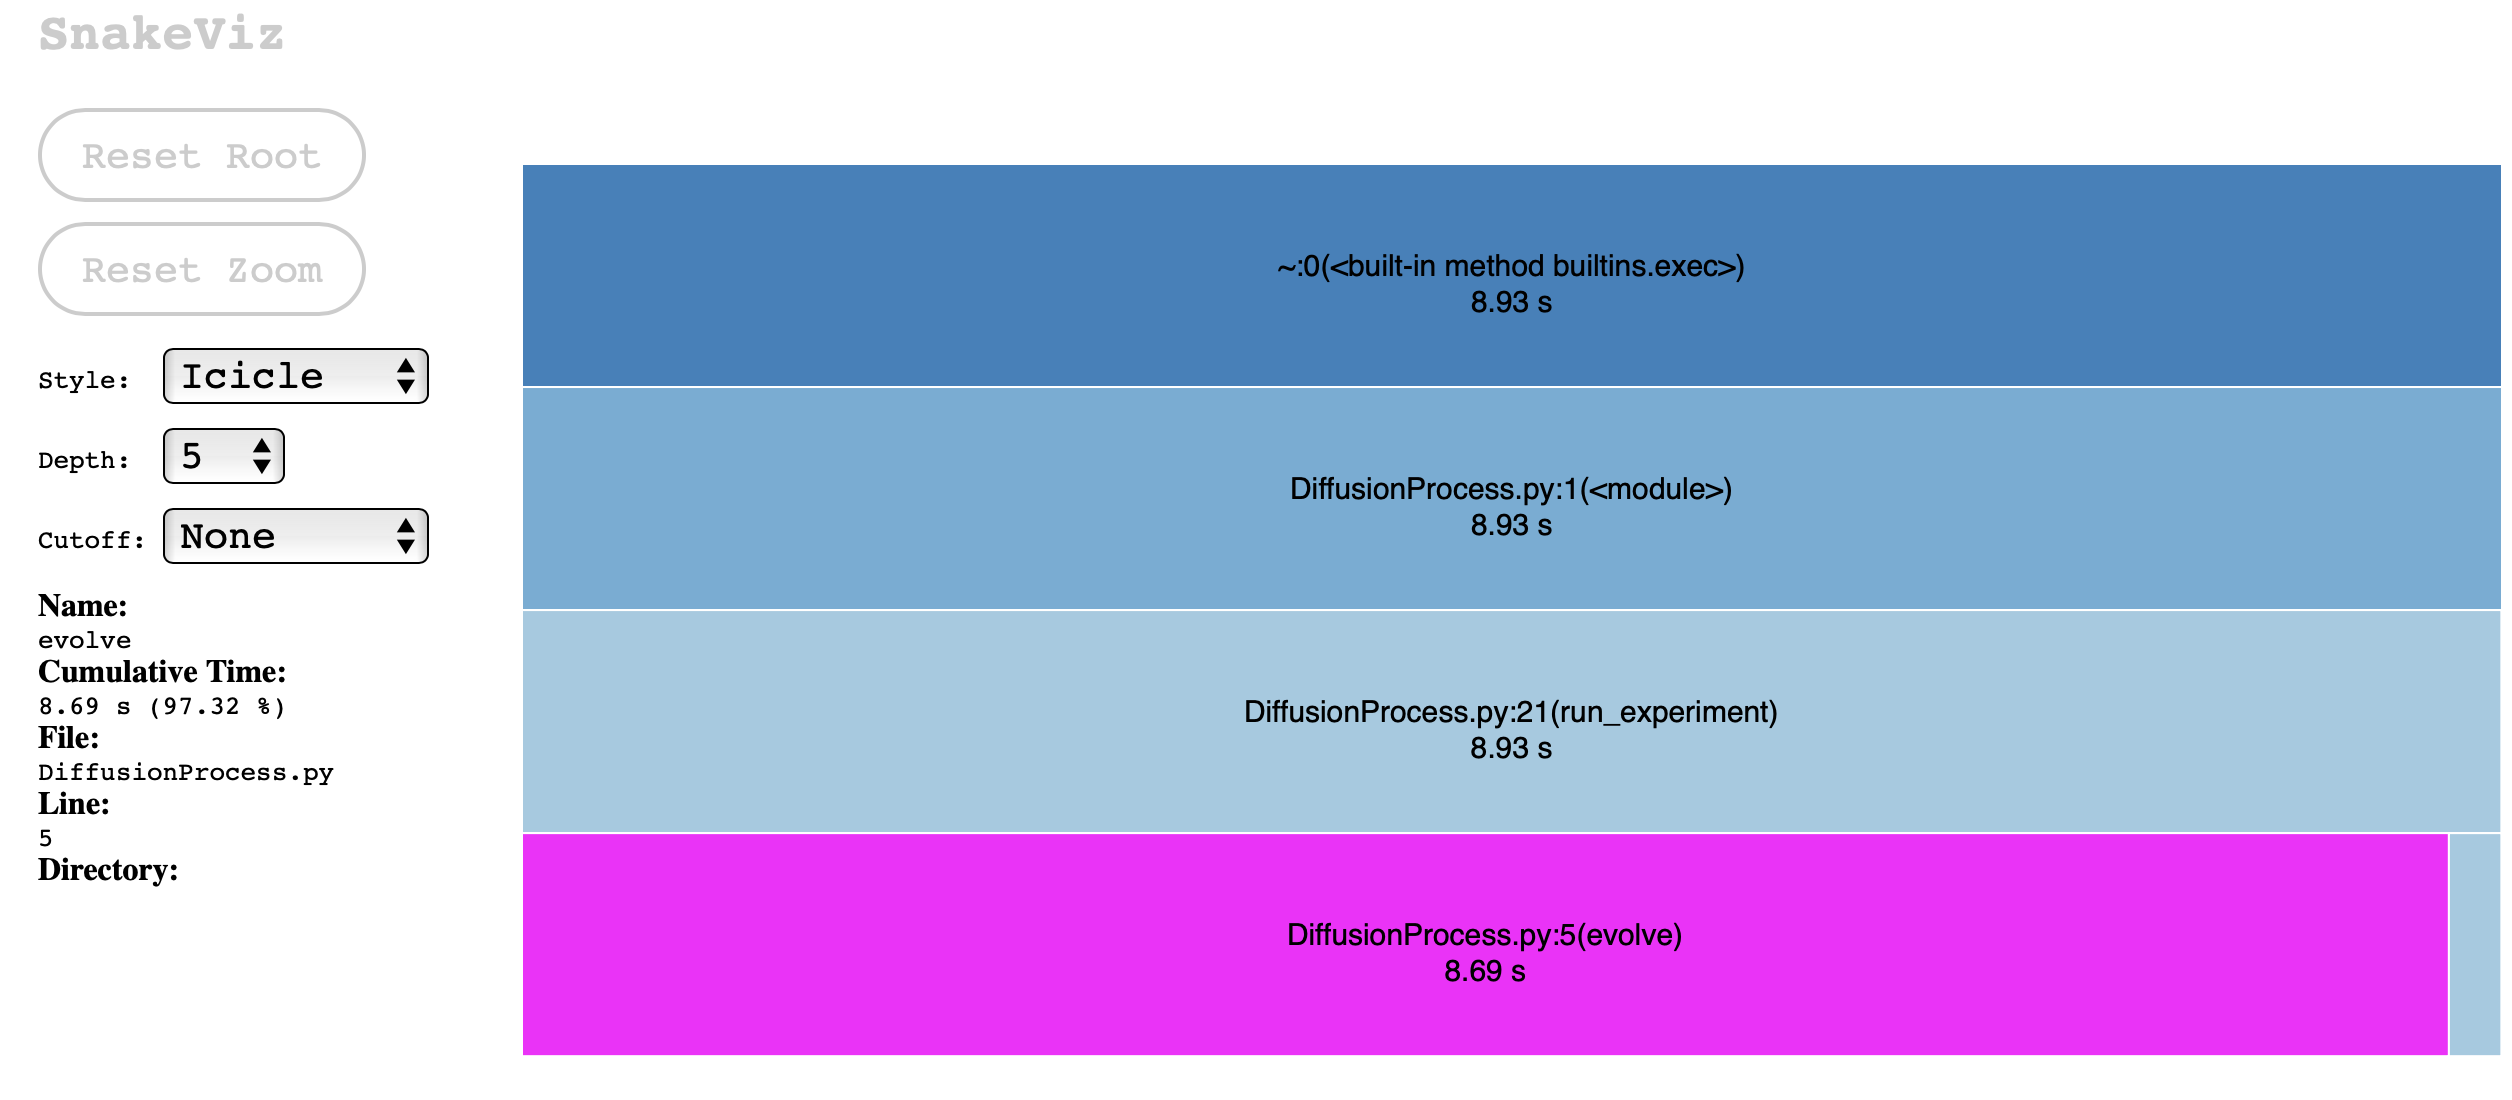 SnakeViz
Reset Root
Reset Zoom
Style: Icicle
Depth: 5
Cutoff: None
Name:
evolve
Cumulative Time:
8.69 s (97.32 %)
File:
DiffusionProcess.py
Line:
5
Directory:
~:0(<built-in method builtins.exec>)
8.93 s
DiffusionProcess.py:1(<module>)
8.93 s
DiffusionProcess.py:21(run_experiment)
8.93 s
DiffusionProcess.py:5(evolve)
8.69 s